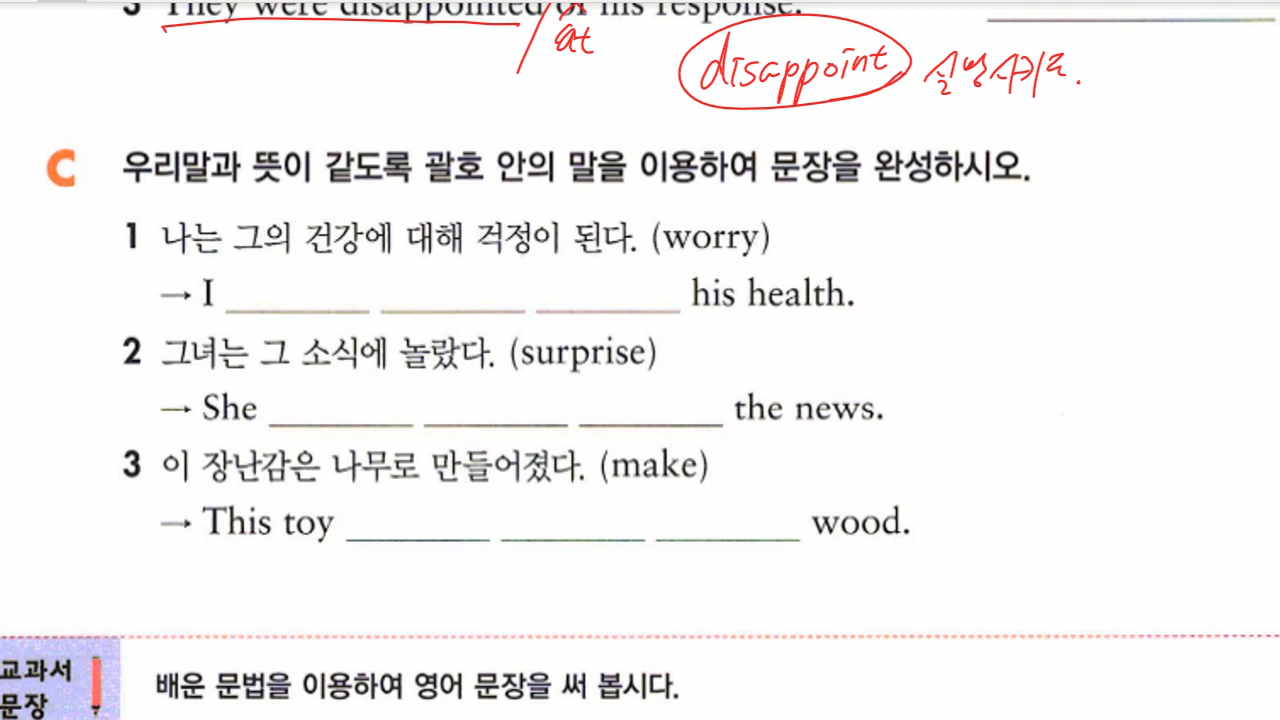 3 They were disappointed of his response.
at
disappoint 실망시키다.
C 우리말과 뜻이 같도록 괄호 안의 말을 이용하여 문장을 완성하시오.
1 나는 그의 건강에 대해 걱정이 된다. (worry)
→ I ________ ________ ________ his health.
2 그녀는 그 소식에 놀랐다. (surprise)
→ She ________ ________ ________ the news.
3 이 장난감은 나무로 만들어졌다. (make)
→ This toy ________ ________ ________ wood.
교과서
문장
배운 문법을 이용하여 영어 문장을 써 봅시다.